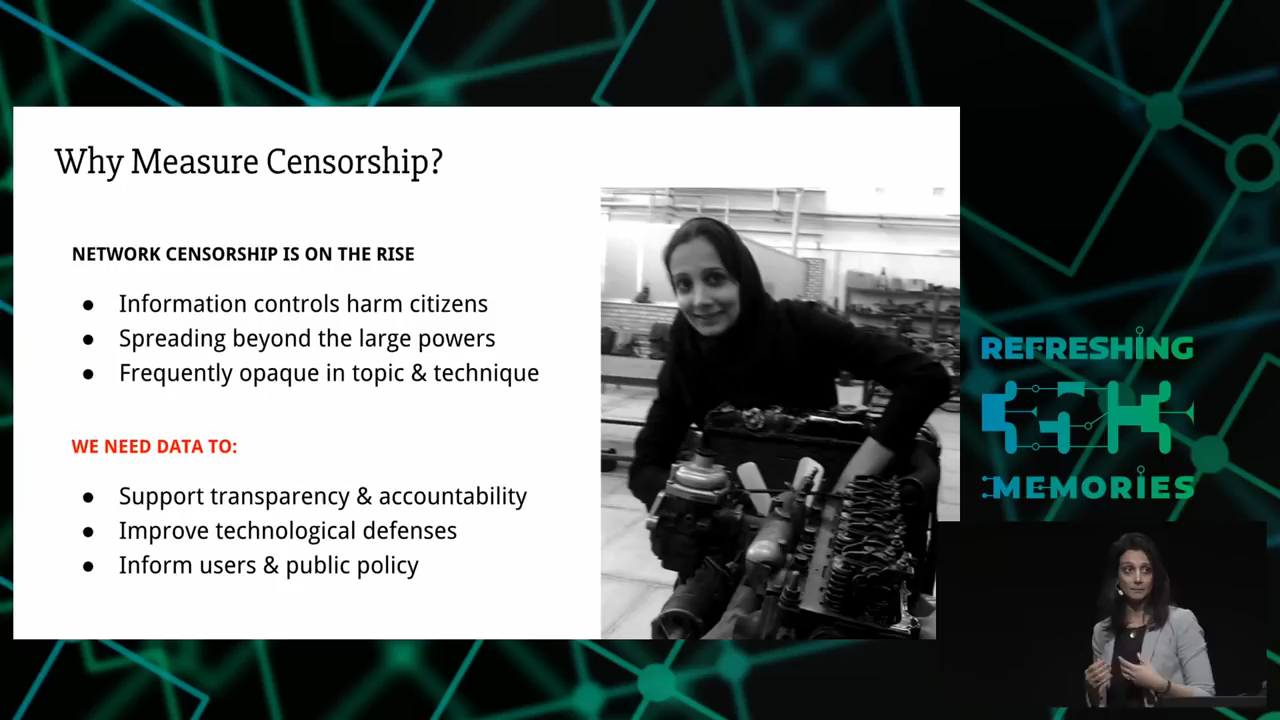 Why Measure Censorship?
NETWORK CENSORSHIP IS ON THE RISE
● Information controls harm citizens
● Spreading beyond the large powers
● Frequently opaque in topic & technique
WE NEED DATA TO:
● Support transparency & accountability
● Improve technological defenses
● Inform users & public policy
REFRESHING
35C3
MEMORIES